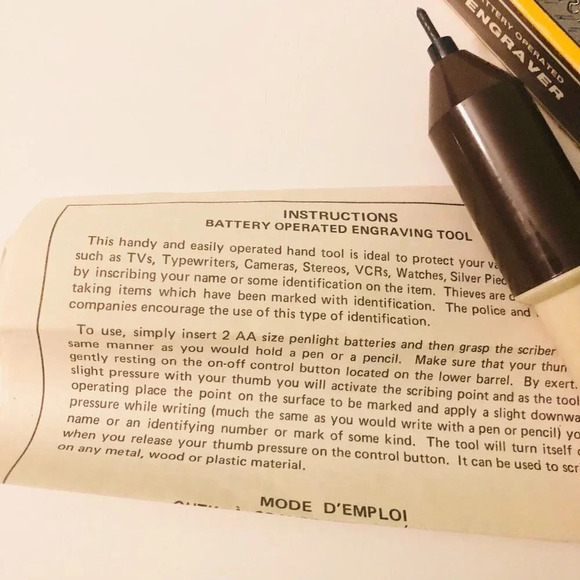 BATTERY OPERATED
ENGRAVER
INSTRUCTIONS
BATTERY OPERATED ENGRAVING TOOL
This handy and easily operated hand tool is ideal to protect your
such as TVs, Typewriters, Cameras, Stereos, VCRs, Watches, Silver
by inscribing your name or some identification on the item. Thieves are
taking items which have been marked with identification. The police and
companies encourage the use of this type of identification.
To use, simply insert 2 AA size penlight batteries and then grasp the scriber
same manner as you would hold a pen or a pencil. Make sure that your
gently resting on the on-off control button located on the lower barrel. By
slight pressure with your thumb you will activate the scribing point and as the tool
operating place the point on the surface to be marked and apply a slight
pressure while writing (much the same as you would write with a pen or pencil)
name or an identifying number or mark of some kind. The tool will turn itself
when you release your thumb pressure on the control button. It can be used to
on any metal, wood or plastic material.
MODE D'EMPLOI